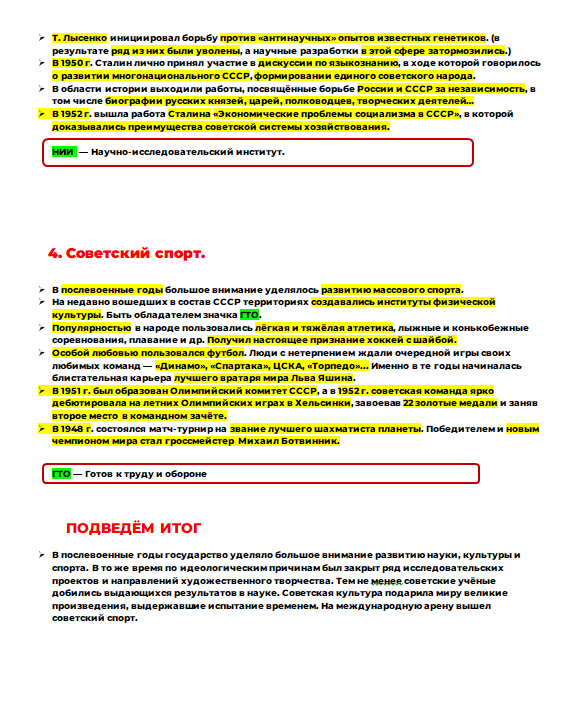 Т. Лысенко инициировал борьбу против «антинаучных» опытов известных генетиков. (в
результате ряд из них были уволены, а научные разработки в этой сфере затормозились.)
В 1950 г. Сталин лично принял участие в дискуссии по языкознанию, в ходе которой говорилось
о развитии многонационального СССР, формировании единого советского народа.
В области истории выходили работы, посвящённые борьбе России и СССР за независимость, в
том числе биографии русских князей, царей, полководцев, творческих деятелей...
В 1952 г. вышла работа Сталина «Экономические проблемы социализма в СССР», в которой
доказывались преимущества советской системы хозяйствования.
НИИ — Научно-исследовательский институт.
4. Советский спорт.
В послевоенные годы большое внимание уделялось развитию массового спорта.
На недавно вошедших в состав СССР территориях создавались институты физической
культуры. Быть обладателем значка ГТО.
Популярностью в народе пользовались лёгкая и тяжёлая атлетика, лыжные и конькобежные
соревнования, плавание и др. Получил настоящее признание хоккей с шайбой.
Особой любовью пользовался футбол. Люди с нетерпением ждали очередной игры своих
любимых команд — «Динамо», «Спартака», ЦСКА, «Торпедо»... Именно в те годы начиналась
блистательная карьера лучшего вратаря мира Льва Яшина.
В 1951 г. был образован Олимпийский комитет СССР, а в 1952 г. советская команда ярко
дебютировала на летних Олимпийских играх в Хельсинки, завоевав 22 золотые медали и заняв
второе место в командном зачёте.
В 1948 г. состоялся матч-турнир на звание лучшего шахматиста планеты. Победителем и новым
чемпионом мира стал гроссмейстер Михаил Ботвинник.
ГТО — Готов к труду и обороне
ПОДВЕДЁМ ИТОГ
В послевоенные годы государство уделяло большое внимание развитию науки, культуры и
спорта. В то же время по идеологическим причинам был закрыт ряд исследовательских
проектов и направлений художественного творчества. Тем не менее советские учёные
добились выдающихся результатов в науке. Советская культура подарила миру великие
произведения, выдержавшие испытание временем. На международную арену вышел
советский спорт.